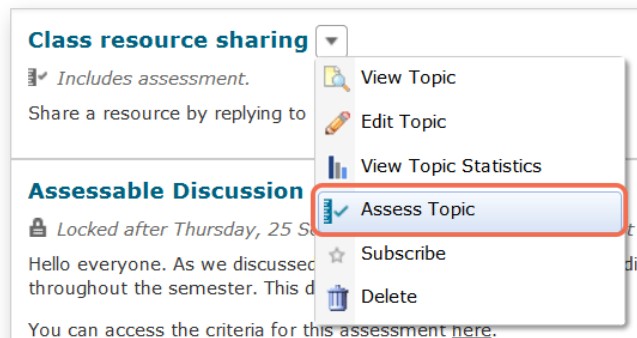 Class resource sharing
Includes assessment.
Share a resource by replying to
View Topic
Edit Topic
View Topic Statistics
Assess Topic
Subscribe
Delete
Assessable Discussion
Locked after Thursday, 25 S
Hello everyone. As we discussed
throughout the semester. This d
You can access the criteria for this assessment here.